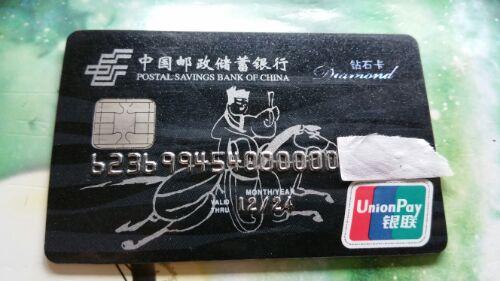 中国邮政储蓄银行
POSTAL SAVINGS BANK OF CHINA
钻石卡
Diamond
623699454000000
MONTH/YEAR
VALID THRU
12/24
UnionPay
银联